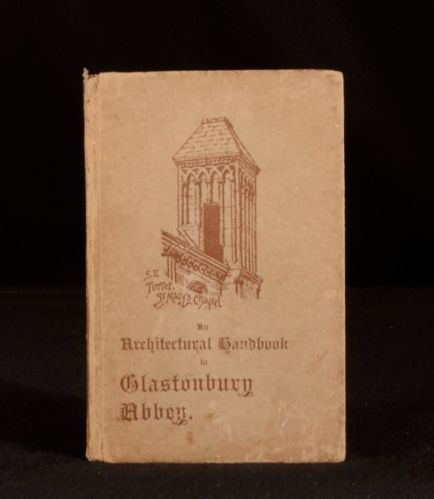 S.E.
Turret.
St Mary's Chapel
An
Architectural Handbook
to
Glastonbury
Abbey.